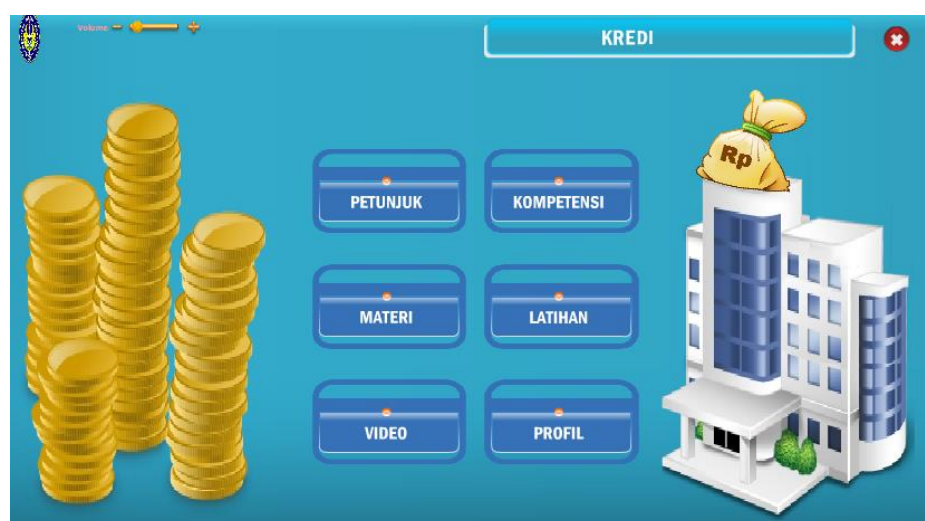 Volume
KREDI
Rp
PETUNJUK
KOMPETENSI
MATERI
LATIHAN
VIDEO
PROFIL